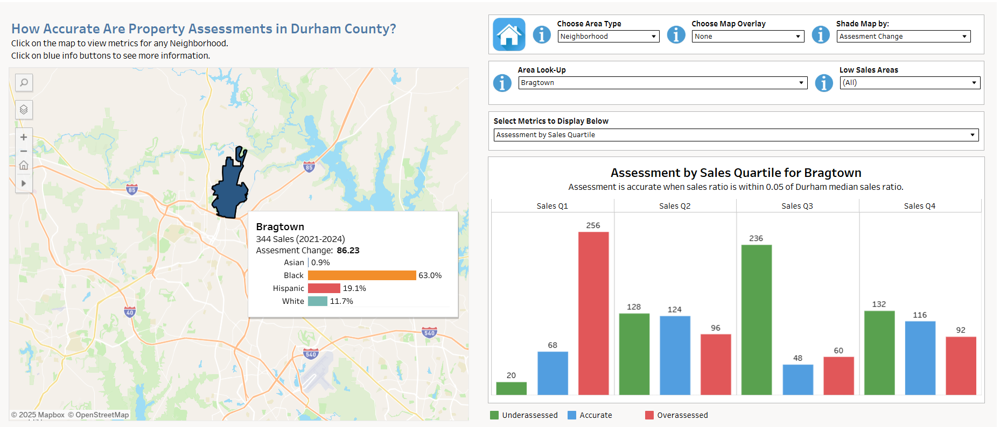 How Accurate Are Property Assessments in Durham County?
Click on the map to view metrics for any Neighborhood.
Click on blue info buttons to see more information.
Choose Area Type
Neighborhood
Choose Map Overlay
None
Shade Map by:
Assesment Change
Area Look-Up
Bragtown
Low Sales Areas
(All)
Select Metrics to Display Below
Assessment by Sales Quartile
85
85
40
540
540
Bragtown
344 Sales (2021-2024)
Assesment Change: 86.23
Asian 0.9%
Black 63.0%
Hispanic 19.1%
White 11.7%
© 2025 Mapbox © OpenStreetMap
Assessment by Sales Quartile for Bragtown
Assessment is accurate when sales ratio is within 0.05 of Durham median sales ratio.
Sales Q1 Sales Q2 Sales Q3 Sales Q4
20 68 256 128 124 96 236 48 60 132 116 92
Underassessed Accurate Overassessed